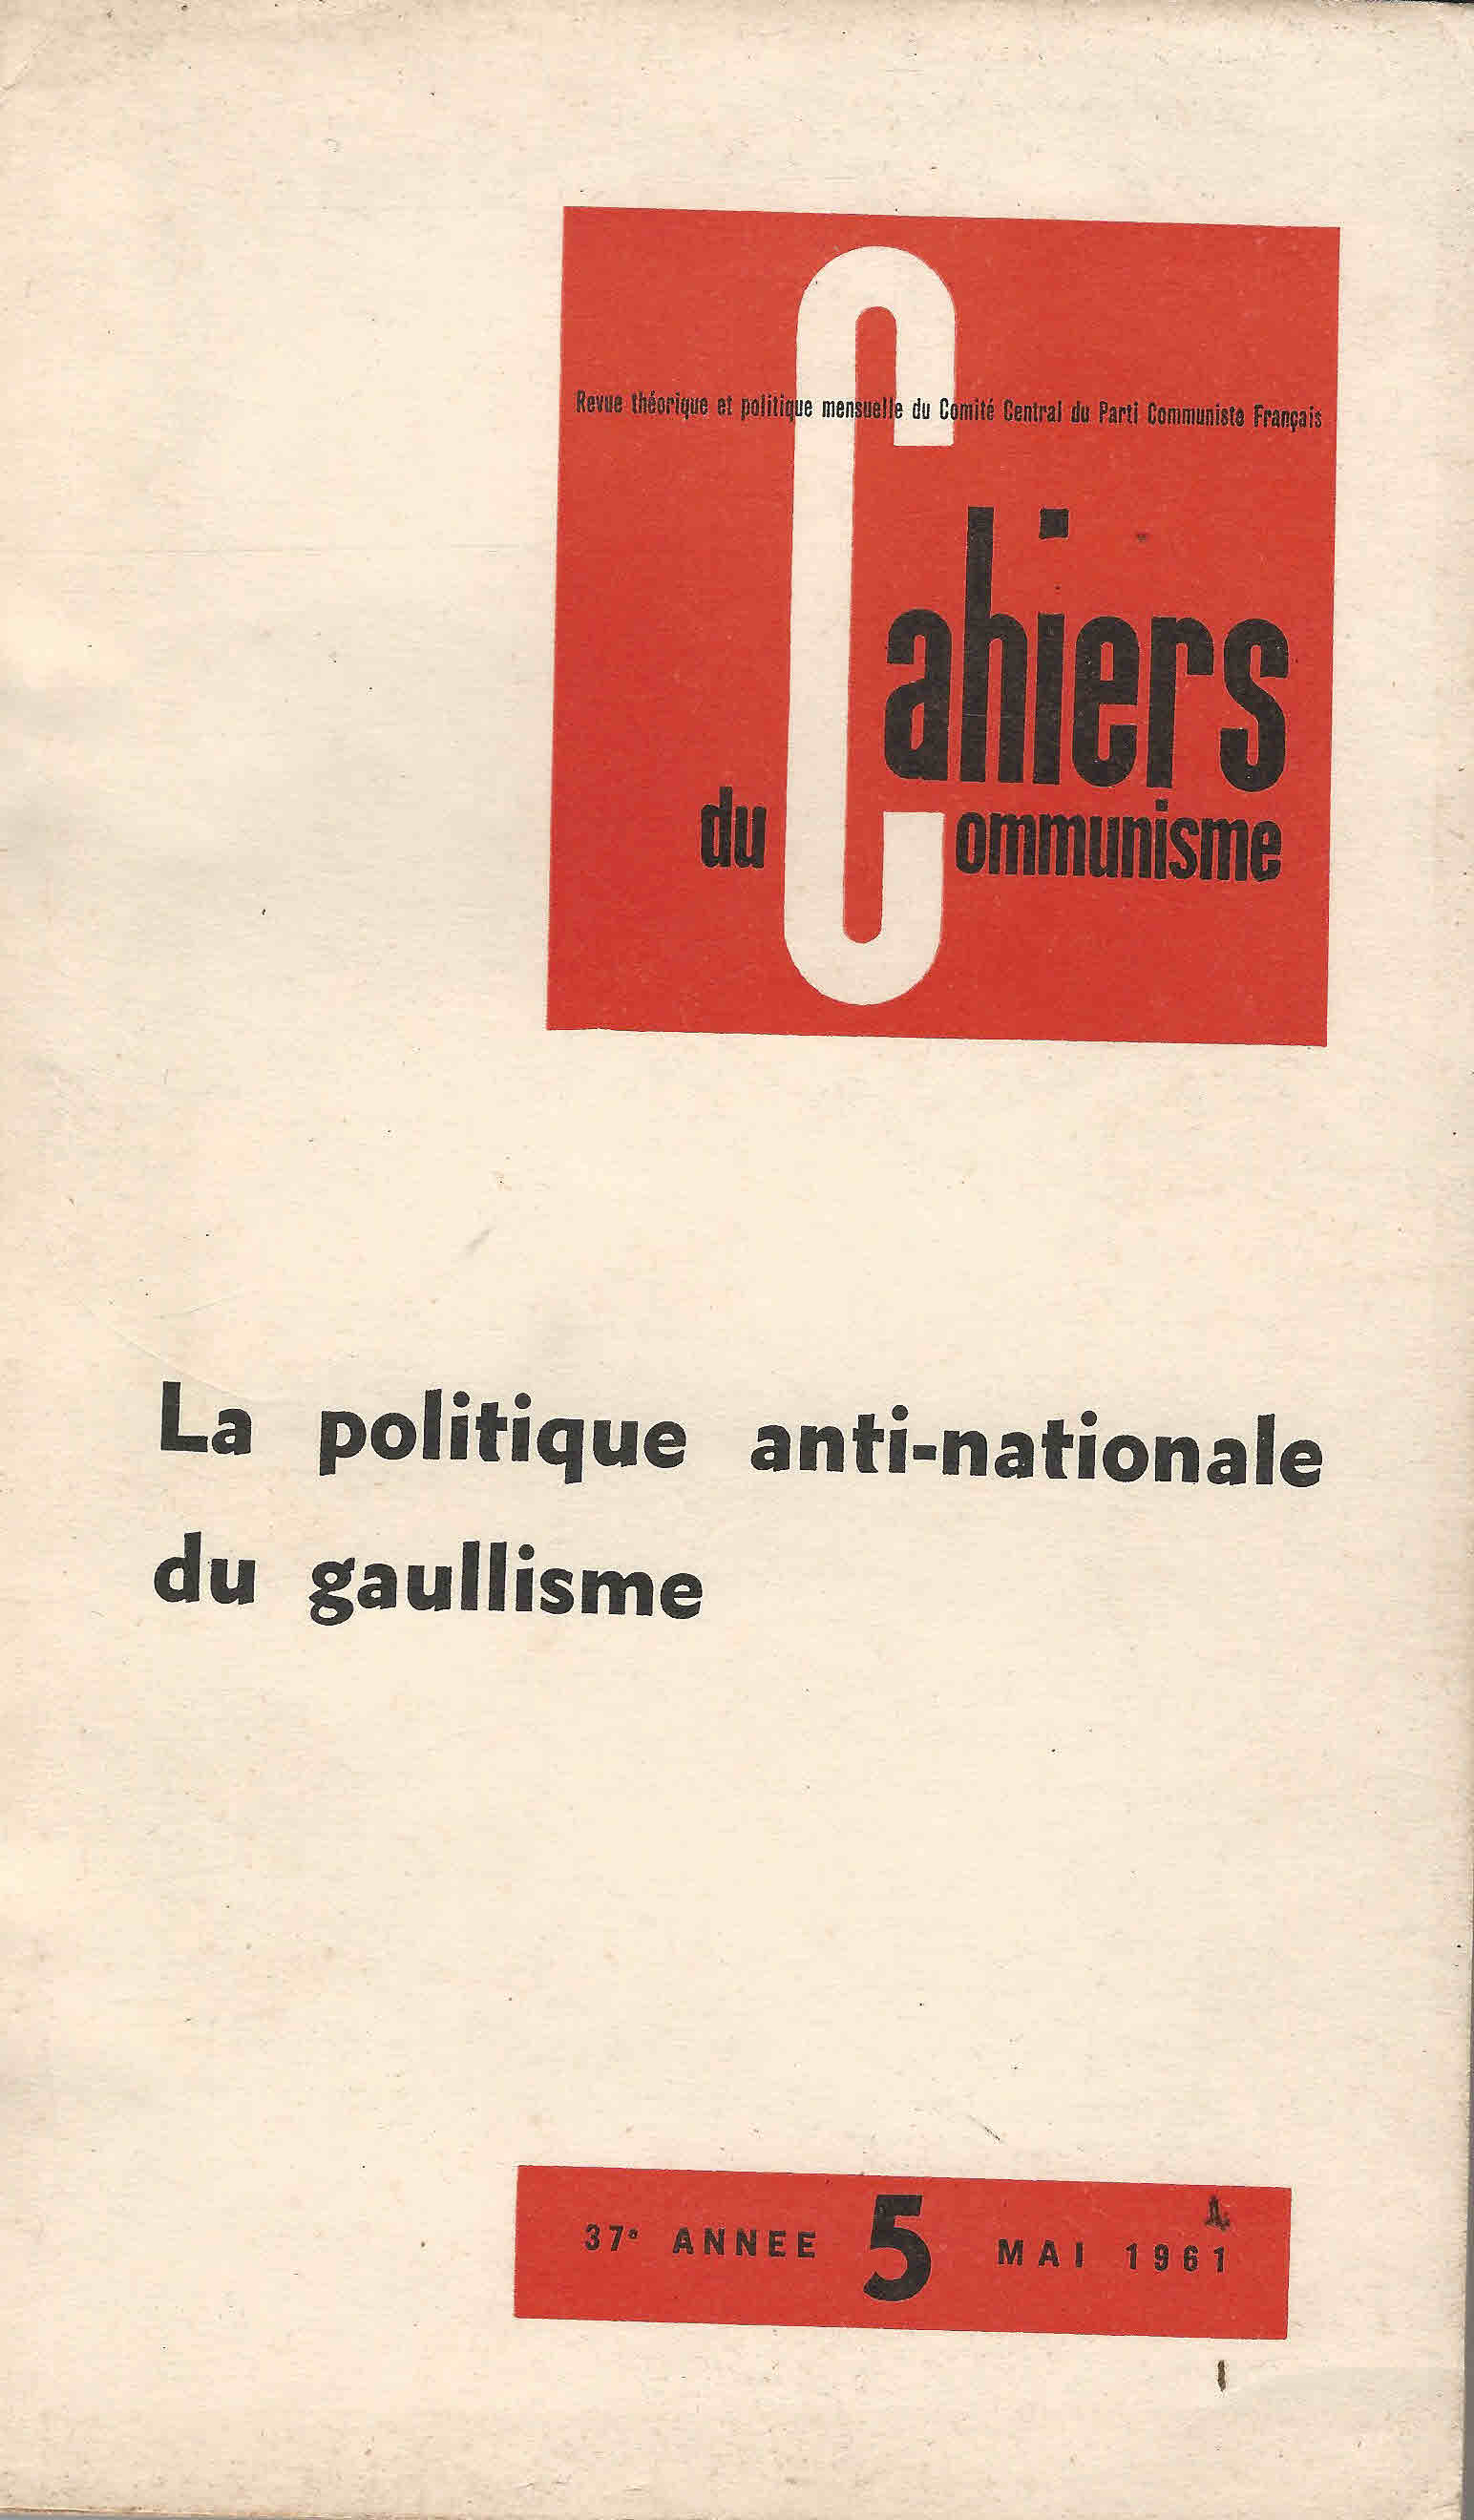 Revue théorique et politique mensuelle du Comité Central du Parti Communiste Français
Cahiers
du Communisme
La politique anti-nationale
du gaullisme
37e ANNEE 5 MAI 1961